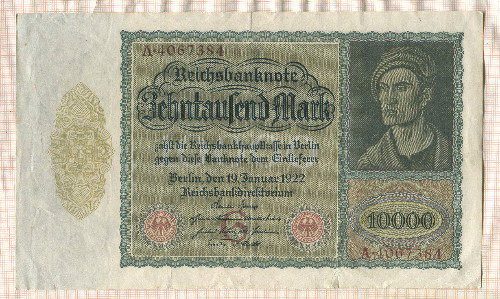 A·4067384
Reichsbanknote
Zehntausend Mark
zahlt die Reichsbankhauptkasse in Berlin
gegen diese Banknote dem Einlieferer
Berlin, den 19. Januar 1922
Reichsbankdirektorium
10000
A·4067384